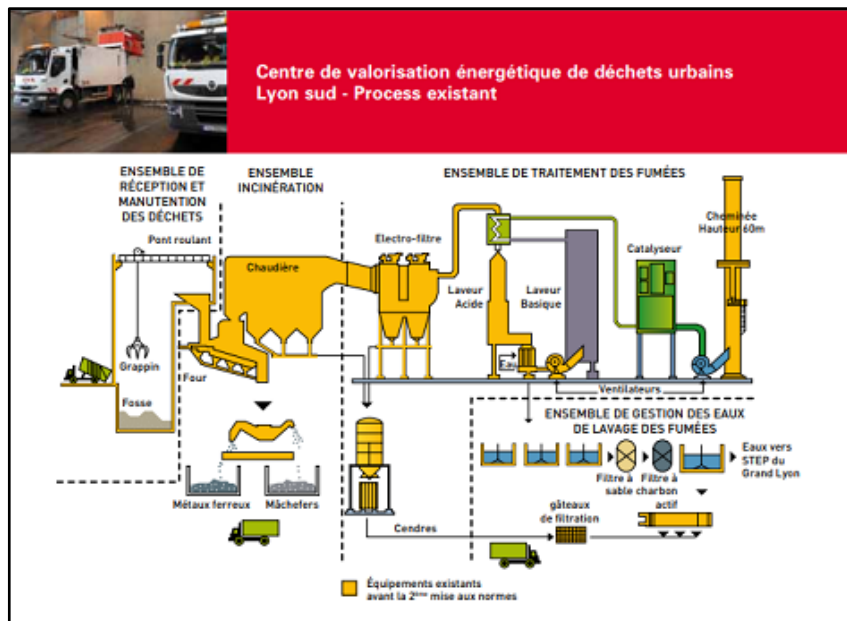 Centre de valorisation énergétique de déchets urbains
Lyon sud - Process existant
ENSEMBLE DE
RÉCEPTION ET
MANUTENTION
DES DÉCHETS
ENSEMBLE
INCINÉRATION
ENSEMBLE DE TRAITEMENT DES FUMÉES
Pont roulant
Chaudière
Electro-filtre
Cheminée
Hauteur 60m
Catalyseur
Laveur
Acide
Laveur
Basique
Grappin
Four
Eau
Fosse
Ventilateurs
ENSEMBLE DE GESTION DES EAUX
DE LAVAGE DES FUMÉES
Eaux vers
STEP du
Grand Lyon
Filtre à
sable
Filtre à
charbon
actif
Métaux ferreux
Mâchefers
gâteaux
de filtration
Cendres
Équipements existants
avant la 2ème mise aux normes